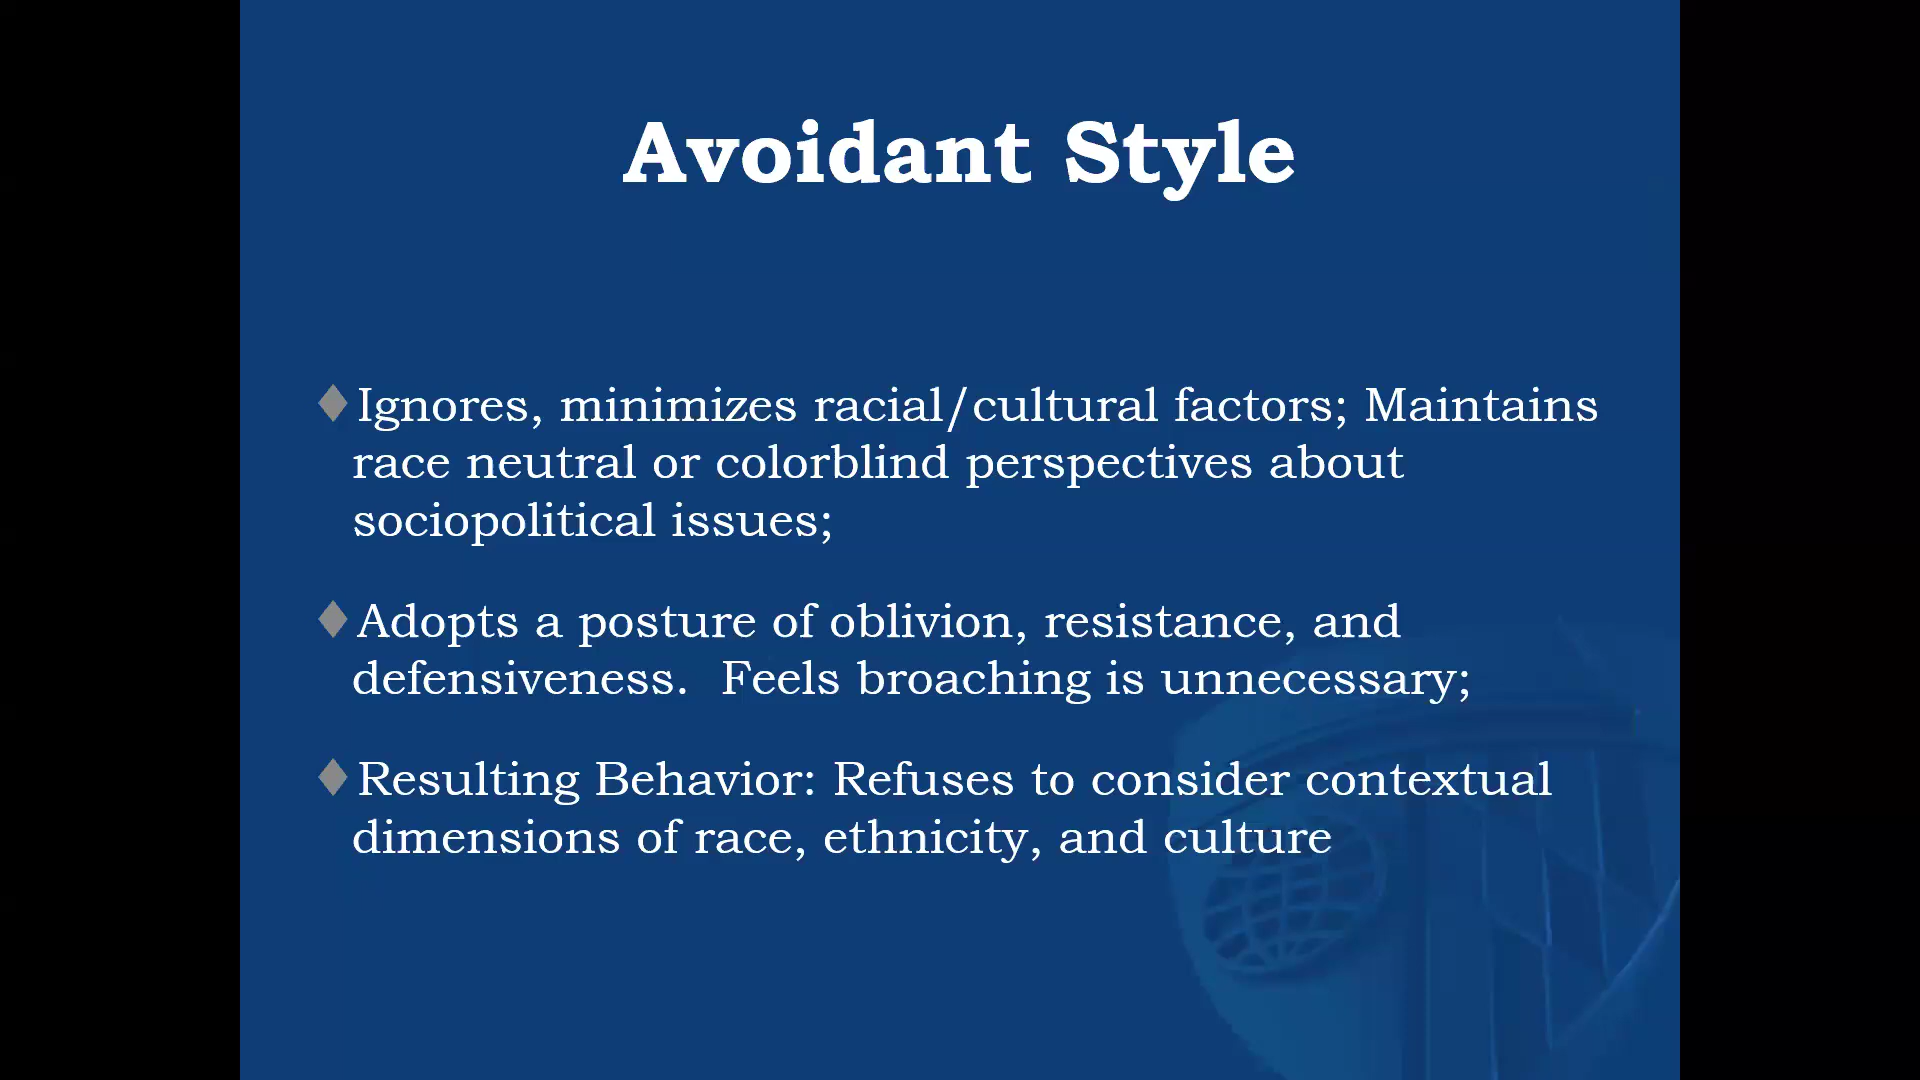 Avoidant Style
Ignores, minimizes racial/cultural factors; Maintains
race neutral or colorblind perspectives about
sociopolitical issues;
Adopts a posture of oblivion, resistance, and
defensiveness.  Feels broaching is unnecessary;
Resulting Behavior: Refuses to consider contextual
dimensions of race, ethnicity, and culture